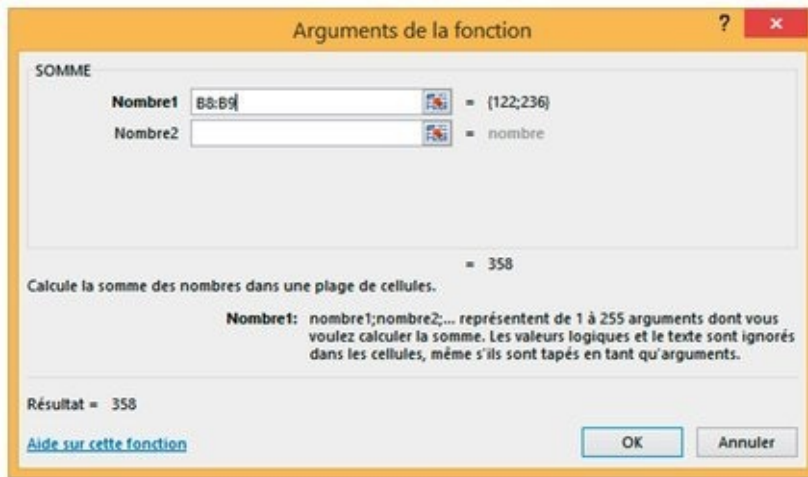 Arguments de la fonction
?
SOMME
Nombre1 B8:B9 = {122;236}
Nombre2 = nombre
= 358
Calcule la somme des nombres dans une plage de cellules.
Nombre1: nombre1;nombre2;... représentent de 1 à 255 arguments dont vous
voulez calculer la somme. Les valeurs logiques et le texte sont ignorés
dans les cellules, même s'ils sont tapés en tant qu'arguments.
Résultat = 358
Aide sur cette fonction
OK
Annuler